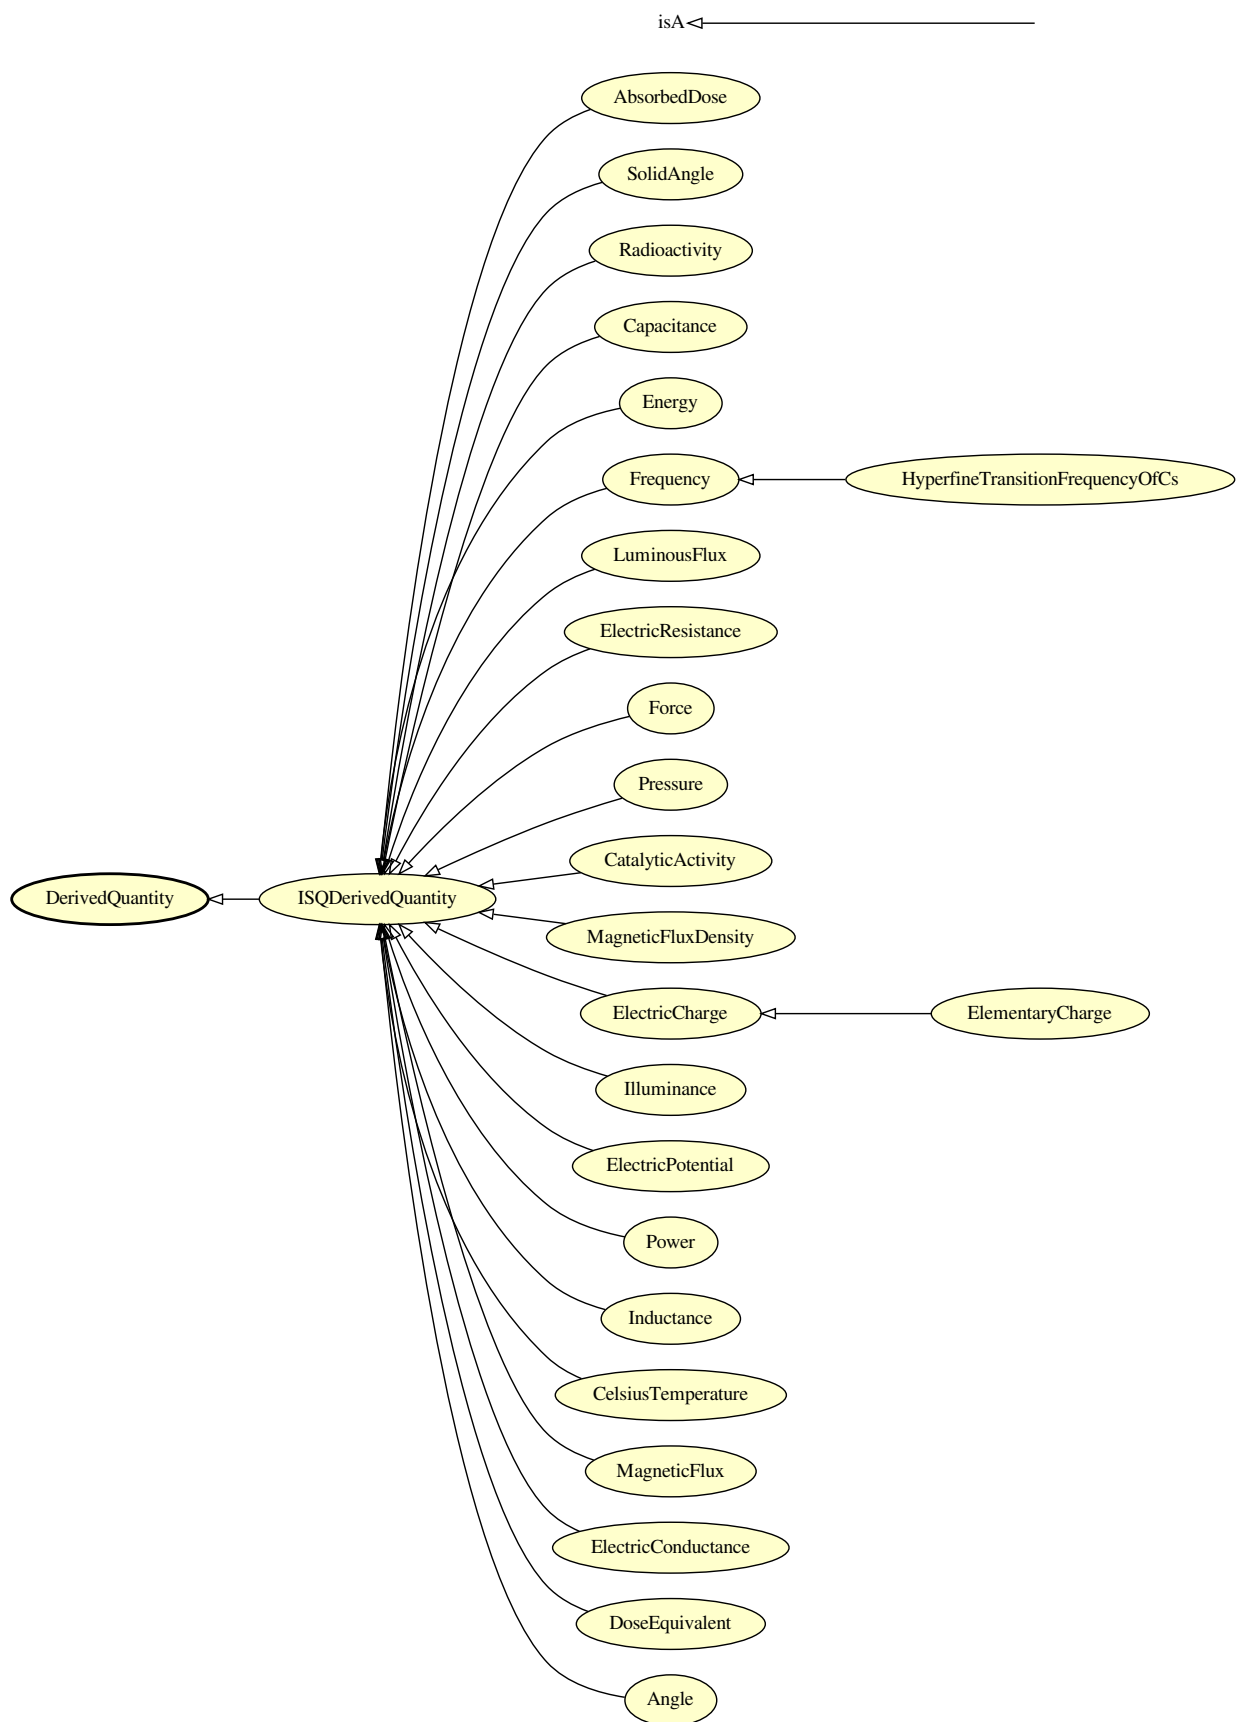 isA
AbsorbedDose
SolidAngle
Radioactivity
Capacitance
Energy
Frequency
HyperfineTransitionFrequencyOfCs
LuminousFlux
ElectricResistance
Force
Pressure
CatalyticActivity
DerivedQuantity
ISQDerivedQuantity
MagneticFluxDensity
ElectricCharge
ElementaryCharge
Illuminance
ElectricPotential
Power
Inductance
CelsiusTemperature
MagneticFlux
ElectricConductance
DoseEquivalent
Angle